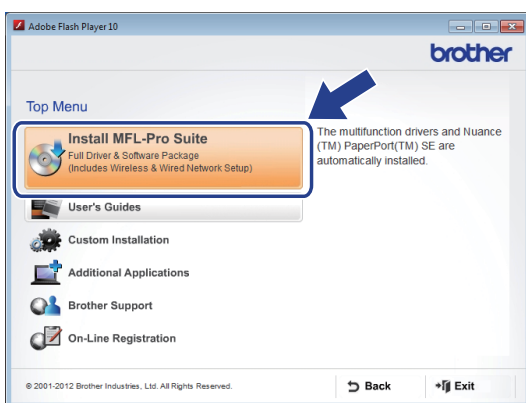 Adobe Flash Player 10
brother
Top Menu
Install MFL-Pro Suite
Full Driver & Software Package
(Includes Wireless & Wired Network Setup)
The multifunction drivers and Nuance
(TM) PaperPort(TM) SE are
automatically installed.
User's Guides
Custom Installation
Additional Applications
Brother Support
On-Line Registration
© 2001-2012 Brother Industries, Ltd. All Rights Reserved.
Back
Exit